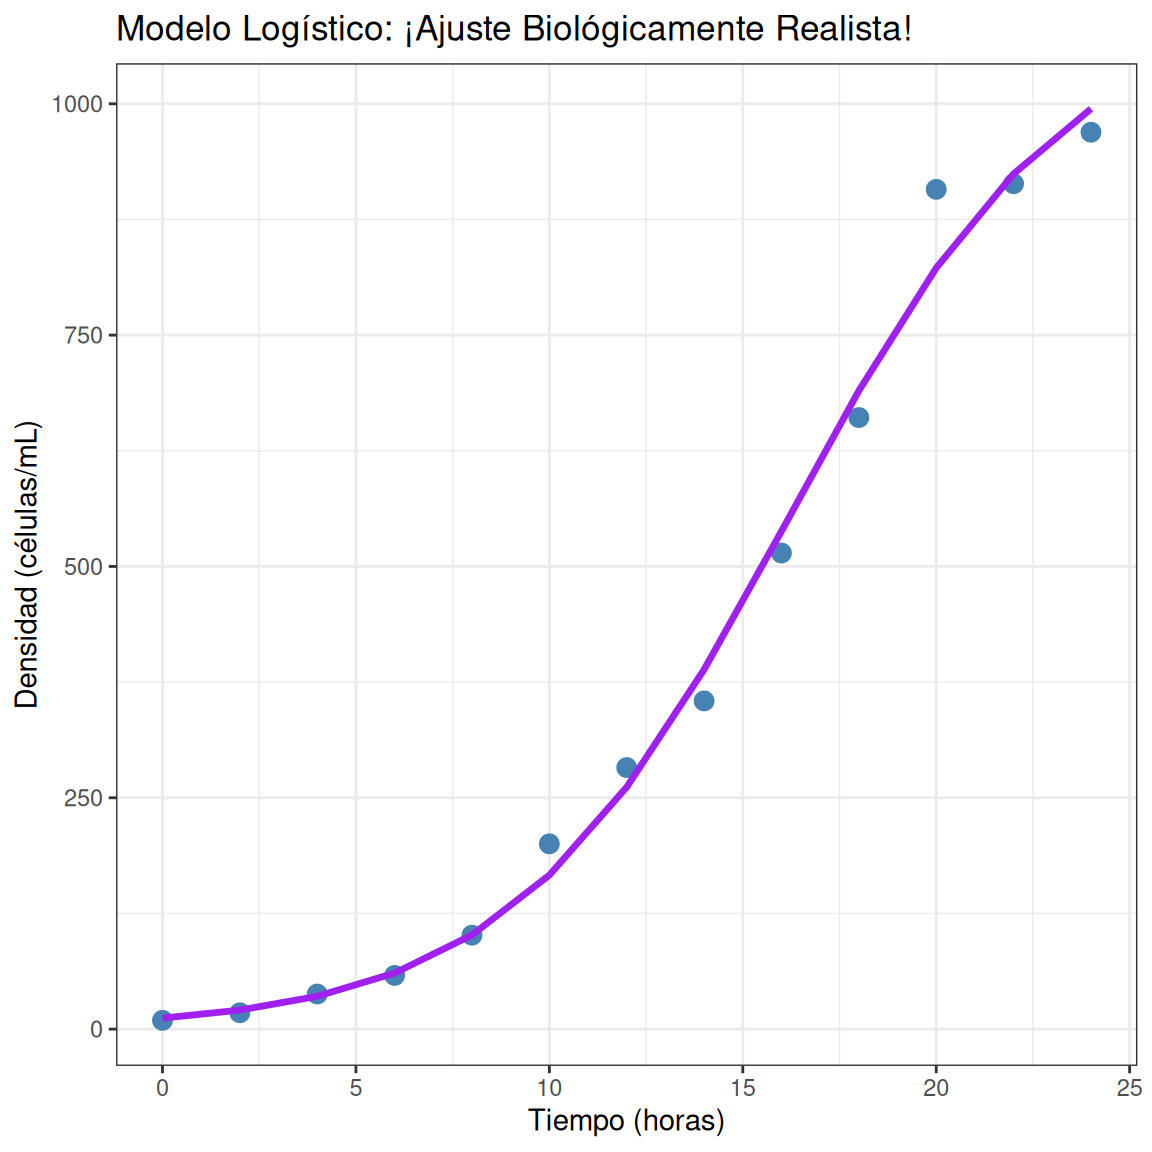 Modelo Logístico: ¡Ajuste Biológicamente Realista!
1000
750
500
250
0
Densidad (células/mL)
0 5 10 15 20 25
Tiempo (horas)